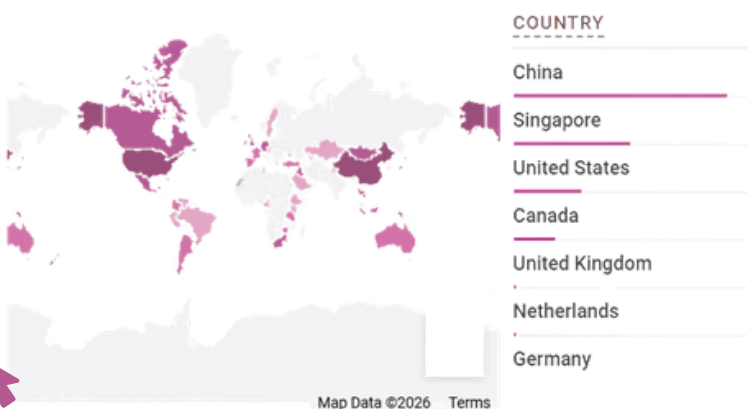 COUNTRY
China
Singapore
United States
Canada
United Kingdom
Netherlands
Germany
Map Data ©2026 Terms